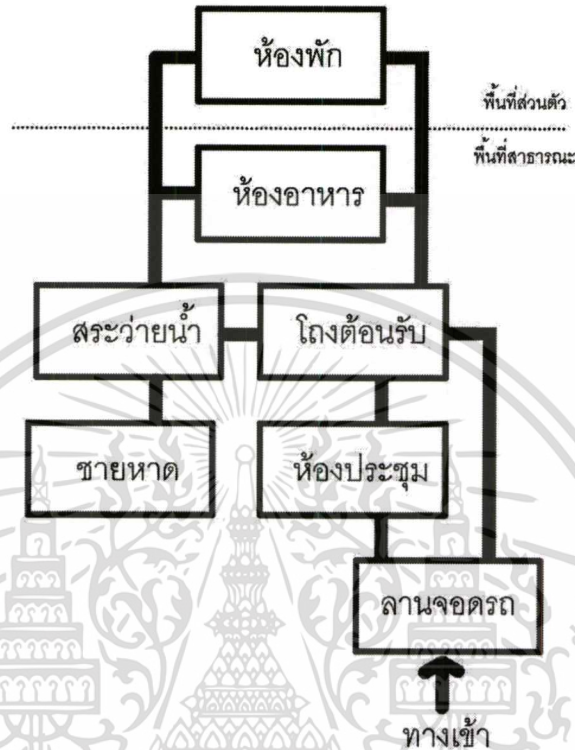 ห้องพัก
พื้นที่ส่วนตัว
พื้นที่สาธารณะ
ห้องอาหาร
สระว่ายน้ำ
โถงต้อนรับ
ชายหาด
ห้องประชุม
ลานจอดรถ
ทางเข้า